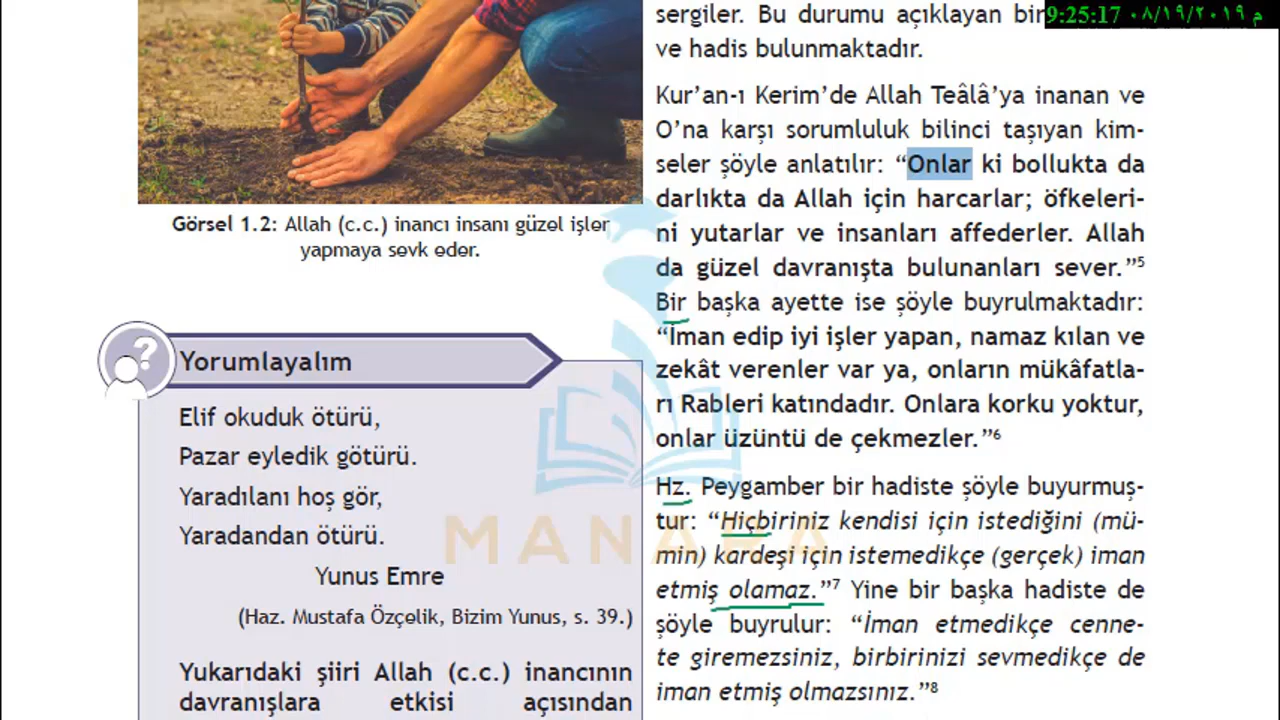 9:25:17 م ٠٨/١٩/٢٠١٩
Görsel 1.2: Allah (c.c.) inancı insanı güzel işler
yapmaya sevk eder.
Yorumlayalım
Elif okuduk ötürü,
Pazar eyledik götürü.
Yaradılanı hoş gör,
Yaradandan ötürü.
Yunus Emre
(Haz. Mustafa Özçelik, Bizim Yunus, s. 39.)
Yukarıdaki şiiri Allah (c.c.) inancının
davranışlara etkisi açısından
sergiler. Bu durumu açıklayan bir
ve hadis bulunmaktadır.
Kur’an-ı Kerim’de Allah Teâlâ’ya inanan ve
O’na karşı sorumluluk bilinci taşıyan kim-
seler şöyle anlatılır: “Onlar ki bollukta da
darlıkta da Allah için harcarlar; öfkeleri-
ni yutarlar ve insanları affederler. Allah
da güzel davranışta bulunanları sever.”5
Bir başka ayette ise şöyle buyrulmaktadır:
“İman edip iyi işler yapan, namaz kılan ve
zekât verenler var ya, onların mükâfatla-
rı Rableri katındadır. Onlara korku yoktur,
onlar üzüntü de çekmezler.”6
Hz. Peygamber bir hadiste şöyle buyurmuş-
tur: “Hiçbiriniz kendisi için istediğini (mü-
min) kardeşi için istemedikçe (gerçek) iman
etmiş olamaz.”7 Yine bir başka hadiste de
şöyle buyrulur: “İman etmedikçe cenne-
te giremezsiniz, birbirinizi sevmedikçe de
iman etmiş olmazsınız.”8
MANARA